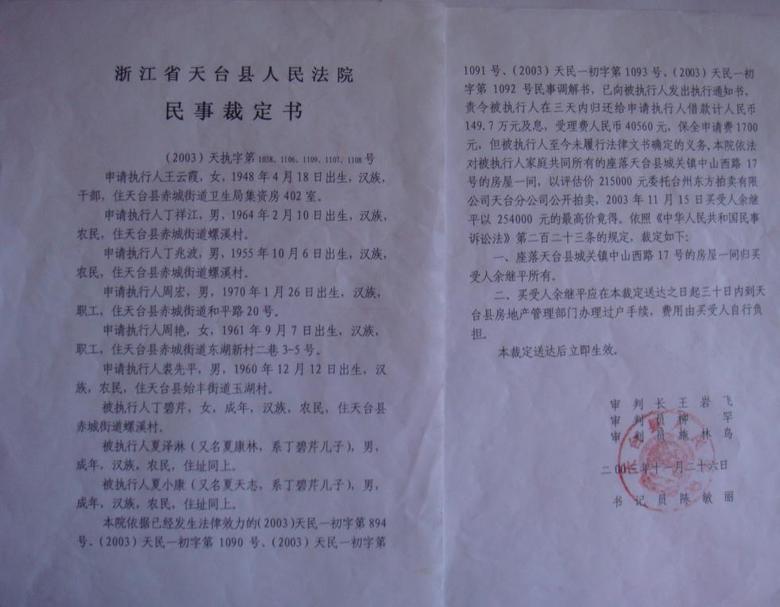 浙江省天台县人民法院
民事裁定书
(2003)天执字第1038、1106、1109、1107、1108号
申请执行人王云霞，女，1948年4月18日出生，汉族，
干部，住天台县赤城街道卫生局集资房402室。
申请执行人丁祥江，男，1964年2月10日出生，汉族，
农民，住天台县赤城街道螺溪村。
申请执行人丁兆波，男，1955年10月6日出生，汉族，
农民，住天台县赤城街道螺溪村。
申请执行人周宏，男，1970年1月26日出生，汉族，
职工，住天台县赤城街道和平路20号。
申请执行人周艳，女，1961年9月7日出生，汉族，
职工，住天台县赤城街道东湖新村二巷3-5号。
申请执行人裘先平，男，1960年12月12日出生，汉
族，农民，住天台县始丰街道玉湖村。
被执行人丁碧芹，女，成年，汉族，农民，住天台县
赤城街道螺溪村。
被执行人夏泽淋（又名夏康林，系丁碧芹儿子），男，
成年，汉族，农民，住址同上。
被执行人夏小康（又名夏天志，系丁碧芹儿子），男，
成年，汉族，农民，住址同上。
本院依据已经发生法律效力的(2003)天民一初字第894
号、(2003)天民一初字第1090号、(2003)天民一初字第
1091号、(2003)天民一初字第1093号、(2003)天民一初
字第1092号民事调解书，已向被执行人发出执行通知书，
责令被执行人在三天内归还给申请执行人借款计人民币
149.7万元及息，受理费人民币40560元，保全申请费1700
元，但被执行人至今未履行法律文书确定的义务，本院依法
对被执行人家庭共同所有的座落天台县城关镇中山西路17
号的房屋一间，以评估价215000元委托台州东方拍卖有限
公司天台分公司公开拍卖，2003年11月15日买受人余继
平以254000元的最高价竟得。依照《中华人民共和国民事
诉讼法》第二百二十三条的规定，裁定如下：
一、座落天台县城关镇中山西路17号的房屋一间归买
受人余继平所有。
二、买受人余继平应在本裁定送达之日起三十日内到天
台县房地产管理部门办理过户手续，费用由买受人自行负
担。
本裁定送达后立即生效。
审判长王岩飞
审判员 罕
审判员施林鸟
二00 年十一月二十六日
书记员陈敏丽